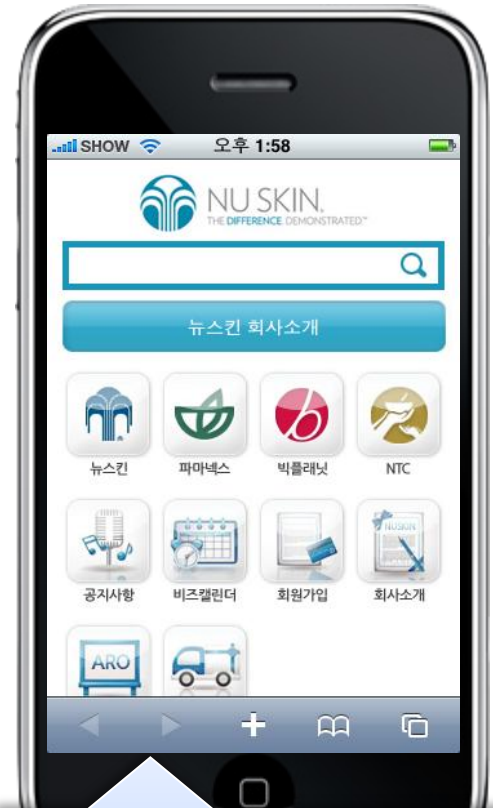 SHOW 오후 1:58
NU SKIN.
THE DIFFERENCE DEMONSTRATED.™
뉴스킨 회사소개
뉴스킨 파마넥스 빅플래닛 NTC
NUSKIN
공지사항 비즈캘린더 회원가입 회사소개
ARO